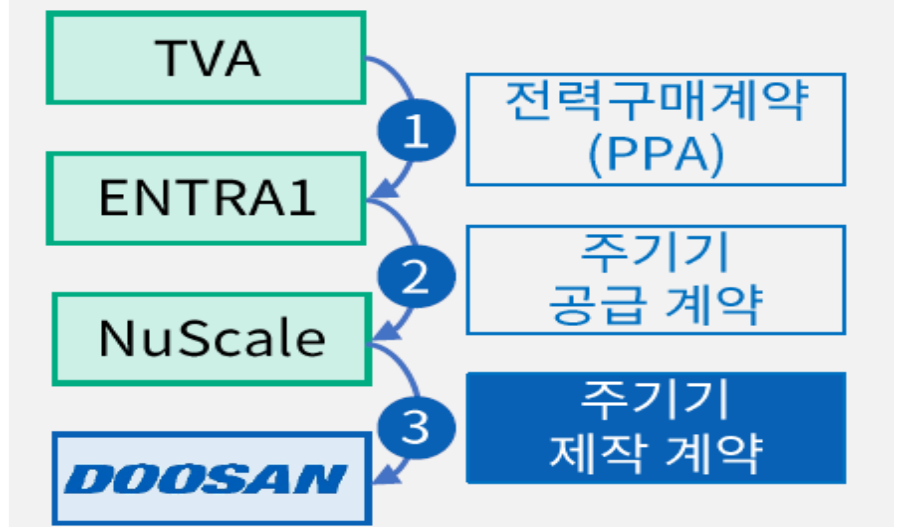 TVA
1
전력구매계약
(PPA)
ENTRA1
2
주기기
공급 계약
NuScale
3
주기기
제작 계약
DOOSAN